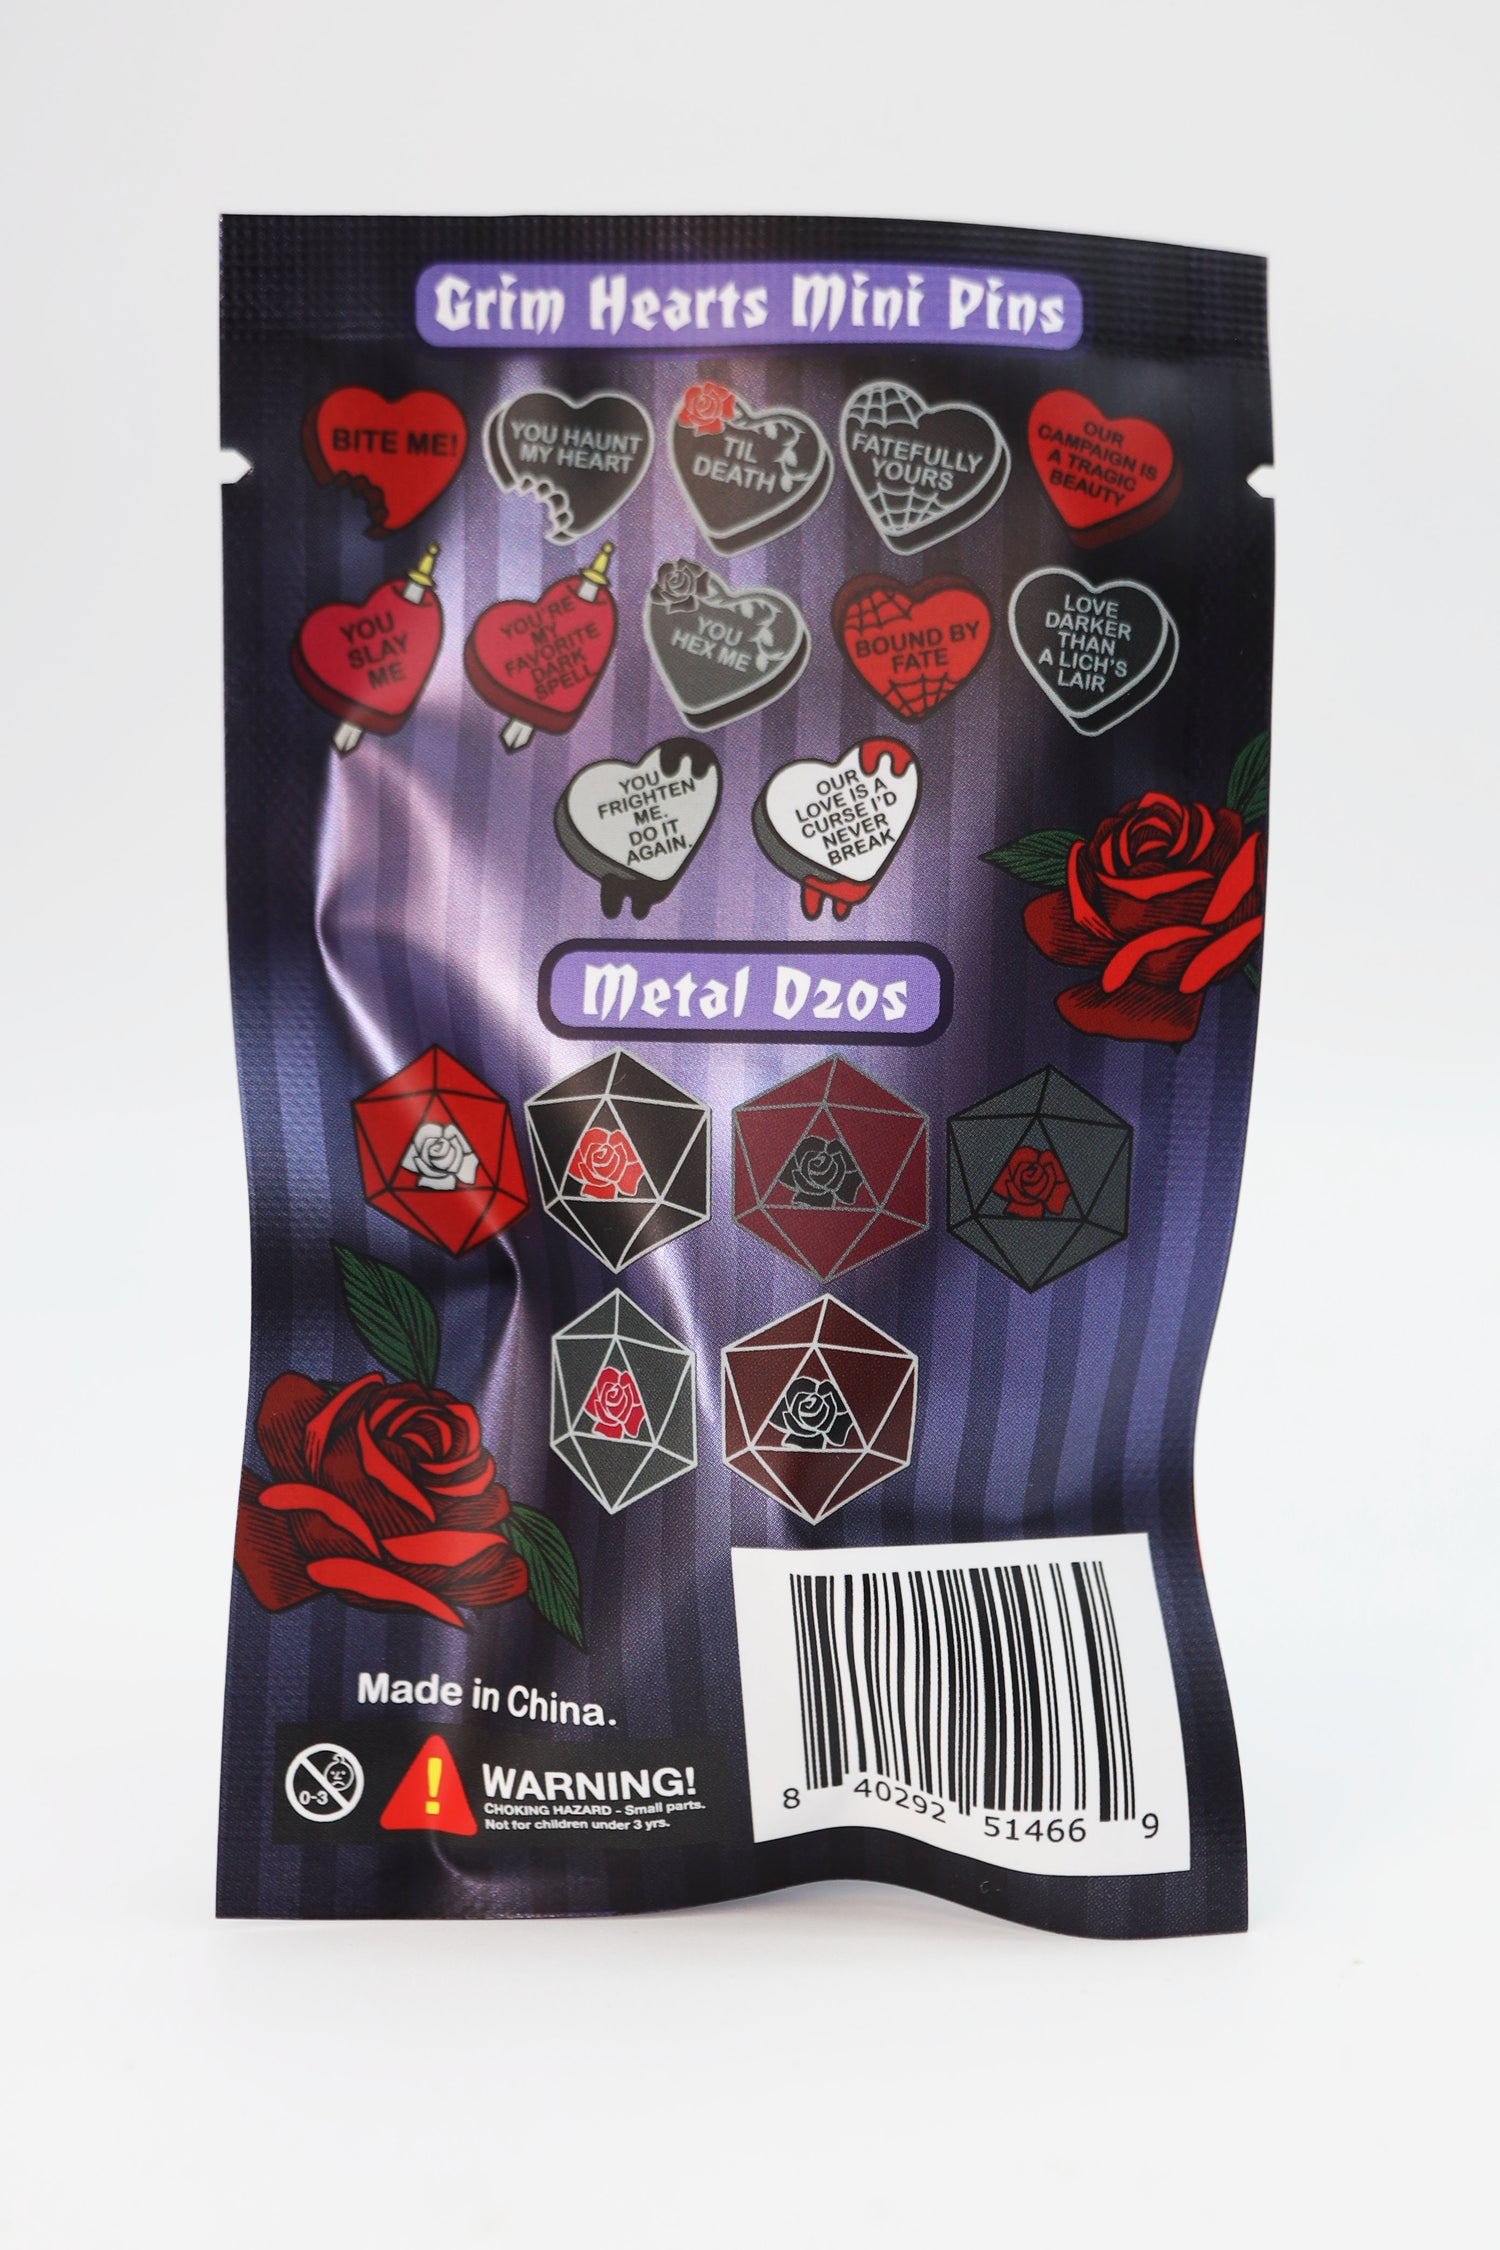 Grim Hearts Mini Pins
BITE ME!
YOU HAUNT
MY HEART
TIL
DEATH
FATEFULLY
YOURS
OUR
CAMPAIGN IS
A TRAGIC
BEAUTY
YOU
SLAY
ME
YOU'RE
MY
FAVORITE
DARK
SPELL
YOU
HEX ME
BOUND BY
FATE
LOVE
DARKER
THAN
A LICH'S
LAIR
YOU
FRIGHTEN
ME.
DO IT
AGAIN.
OUR
LOVE IS A
CURSE I'D
NEVER
BREAK
Metal D20s
Made in China.
0-3
WARNING!
CHOKING HAZARD - Small parts.
Not for children under 3 yrs.
8 40292 51466 9